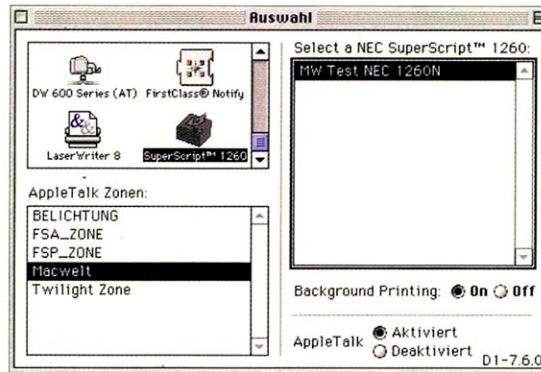 Auswahl
DW 600 Series (AT)
FirstClass® Notify
LaserWriter 8
SuperScript™ 1260
AppleTalk Zonen:
BELICHTUNG
FSA_ZONE
FSP_ZONE
Macwelt
Twilight Zone
Select a NEC SuperScript™ 1260:
MW Test NEC 1260N
Background Printing: On Off
AppleTalk
Aktiviert
Deaktiviert
D1-7.6.0